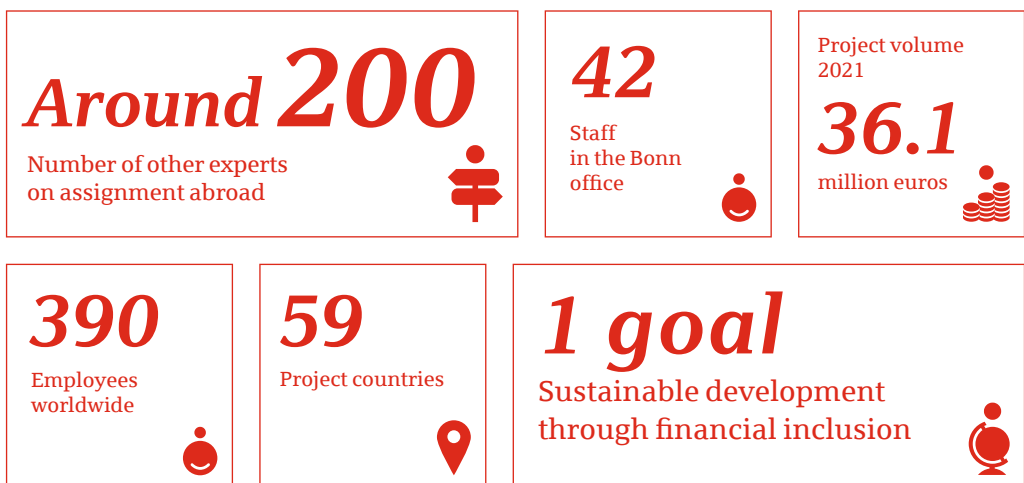 Around 200
Number of other experts
on assignment abroad
42
Staff
in the Bonn
office
Project volume
2021
36.1
million euros
390
Employees
worldwide
59
Project countries
1 goal
Sustainable development
through financial inclusion